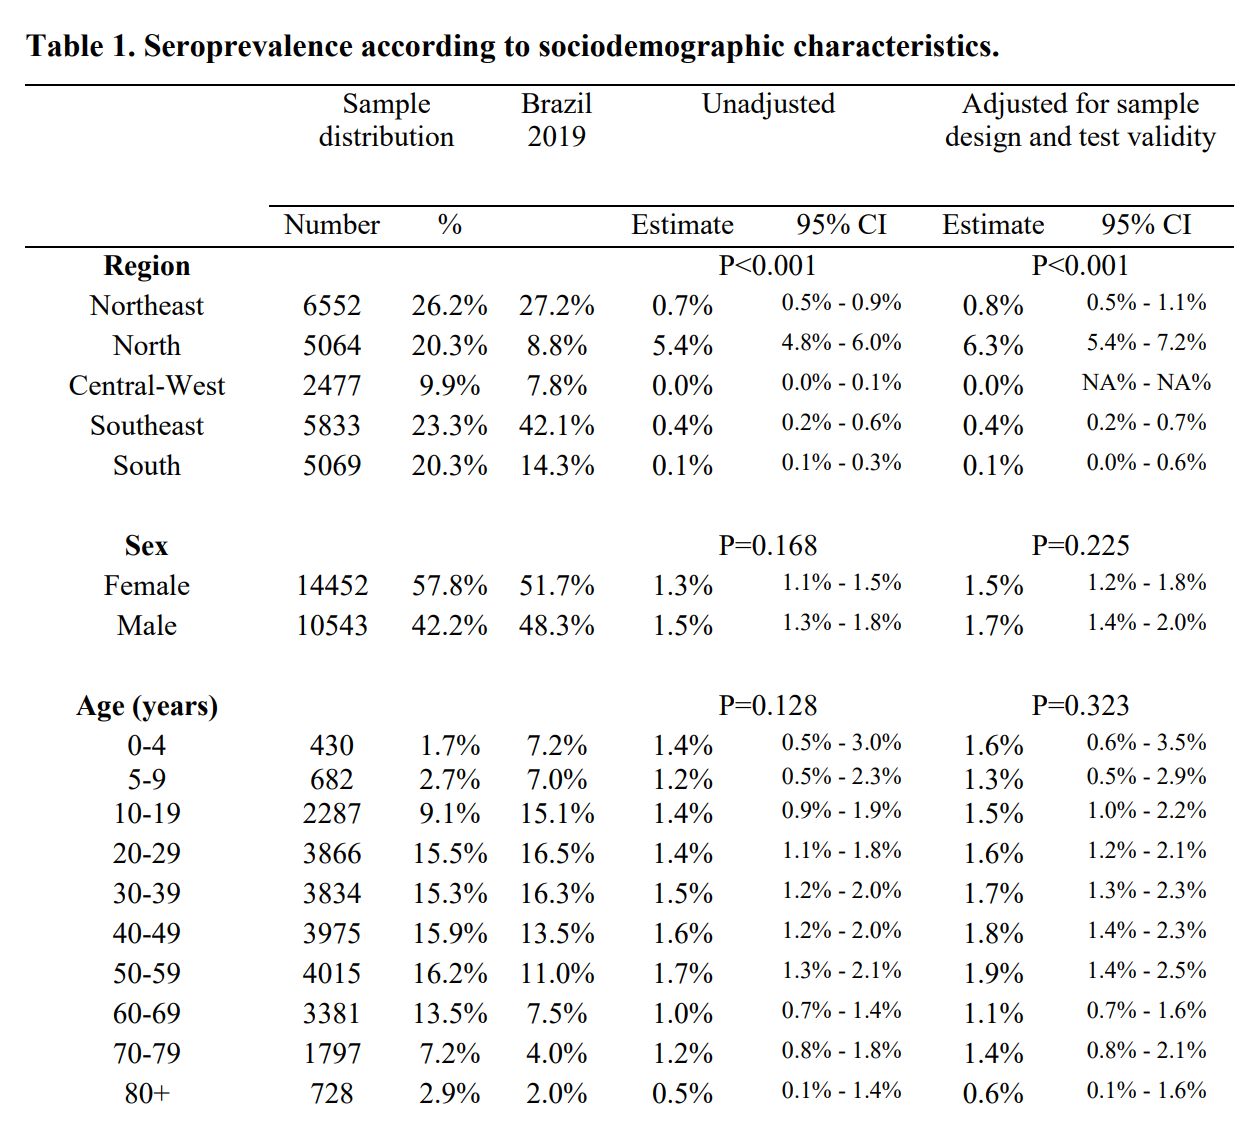 Table 1. Seroprevalence according to sociodemographic characteristics.
Sample distribution Brazil 2019 Unadjusted Adjusted for sample design and test validity
Number % Estimate 95% CI Estimate 95% CI
Region P<0.001 P<0.001
Northeast 6552 26.2% 27.2% 0.7% 0.5% - 0.9% 0.8% 0.5% - 1.1%
North 5064 20.3% 8.8% 5.4% 4.8% - 6.0% 6.3% 5.4% - 7.2%
Central-West 2477 9.9% 7.8% 0.0% 0.0% - 0.1% 0.0% NA% - NA%
Southeast 5833 23.3% 42.1% 0.4% 0.2% - 0.6% 0.4% 0.2% - 0.7%
South 5069 20.3% 14.3% 0.1% 0.1% - 0.3% 0.1% 0.0% - 0.6%
Sex P=0.168 P=0.225
Female 14452 57.8% 51.7% 1.3% 1.1% - 1.5% 1.5% 1.2% - 1.8%
Male 10543 42.2% 48.3% 1.5% 1.3% - 1.8% 1.7% 1.4% - 2.0%
Age (years) P=0.128 P=0.323
0-4 430 1.7% 7.2% 1.4% 0.5% - 3.0% 1.6% 0.6% - 3.5%
5-9 682 2.7% 7.0% 1.2% 0.5% - 2.3% 1.3% 0.5% - 2.9%
10-19 2287 9.1% 15.1% 1.4% 0.9% - 1.9% 1.5% 1.0% - 2.2%
20-29 3866 15.5% 16.5% 1.4% 1.1% - 1.8% 1.6% 1.2% - 2.1%
30-39 3834 15.3% 16.3% 1.5% 1.2% - 2.0% 1.7% 1.3% - 2.3%
40-49 3975 15.9% 13.5% 1.6% 1.2% - 2.0% 1.8% 1.4% - 2.3%
50-59 4015 16.2% 11.0% 1.7% 1.3% - 2.1% 1.9% 1.4% - 2.5%
60-69 3381 13.5% 7.5% 1.0% 0.7% - 1.4% 1.1% 0.7% - 1.6%
70-79 1797 7.2% 4.0% 1.2% 0.8% - 1.8% 1.4% 0.8% - 2.1%
80+ 728 2.9% 2.0% 0.5% 0.1% - 1.4% 0.6% 0.1% - 1.6%